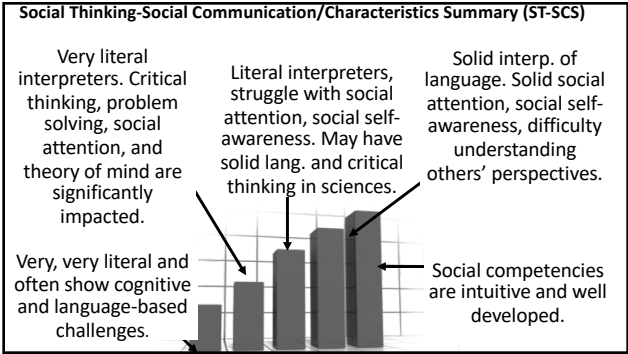 Social Thinking-Social Communication/Characteristics Summary (ST-SCS)
Very literal
interpreters. Critical
thinking, problem
solving, social
attention, and
theory of mind are
significantly
impacted.
Literal interpreters,
struggle with social
attention, social self-
awareness. May have
solid lang. and critical
thinking in sciences.
Solid interp. of
language. Solid social
attention, social self-
awareness, difficulty
understanding
others' perspectives.
Very, very literal and
often show cognitive
and language-based
challenges.
Social competencies
are intuitive and well
developed.